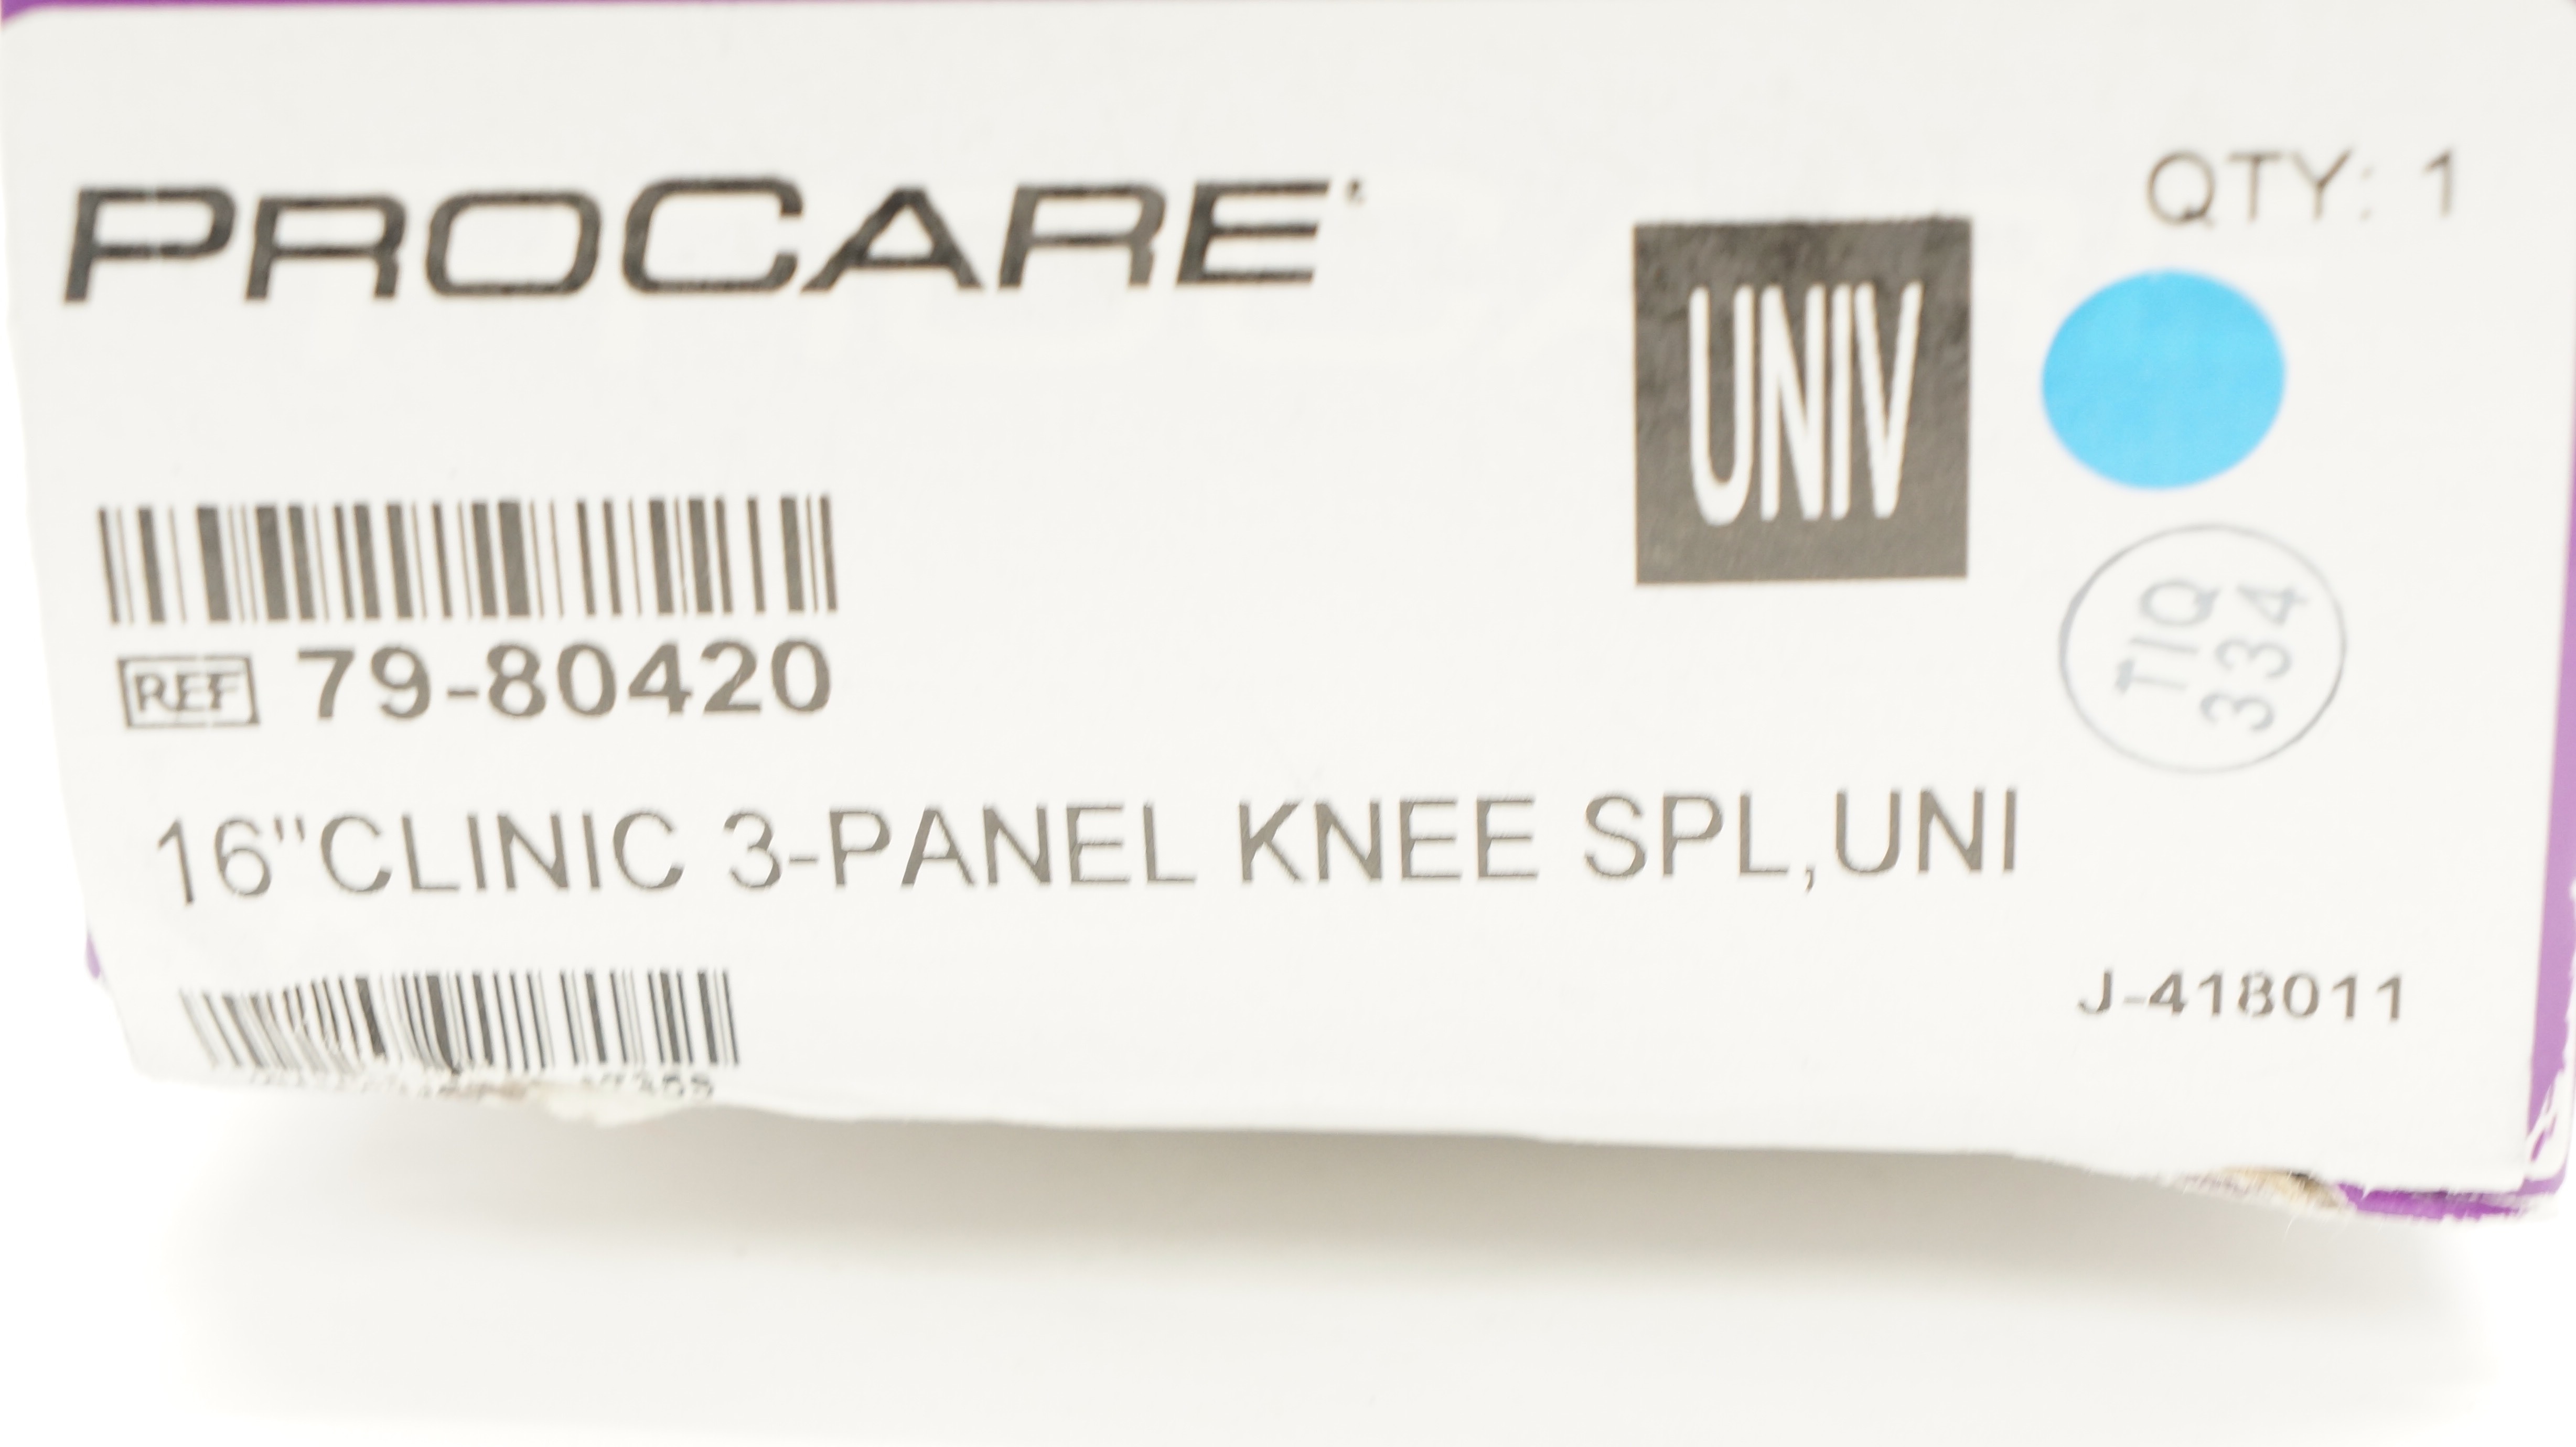 PROCARE
QTY: 1
UNIV
TIQ
334
REF 79-80420
16"CLINIC 3-PANEL KNEE SPL,UNI
J-418011